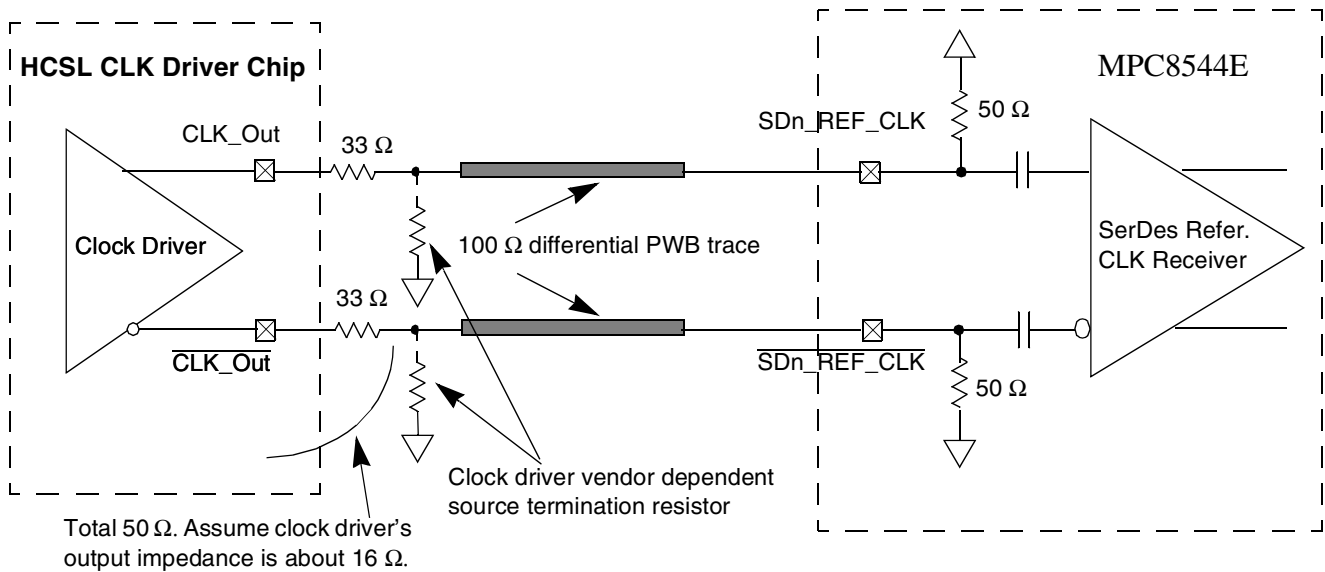 HCSL CLK Driver Chip
MPC8544E
CLK_Out
33 Ω
SDn_REF_CLK
50 Ω
Clock Driver
100 Ω differential PWB trace
SerDes Refer.
CLK Receiver
33 Ω
CLK_Out
SDn_REF_CLK
50 Ω
Clock driver vendor dependent
source termination resistor
Total 50 Ω. Assume clock driver's
output impedance is about 16 Ω.